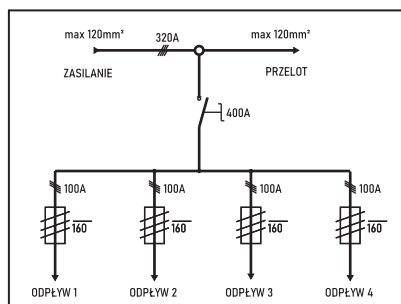 max 120mm² 320A max 120mm²
ZASILANIE PRZELOT
400A
100A 100A 100A 100A
160 160 160 160
ODPŁYW 1 ODPŁYW 2 ODPŁYW 3 ODPŁYW 4